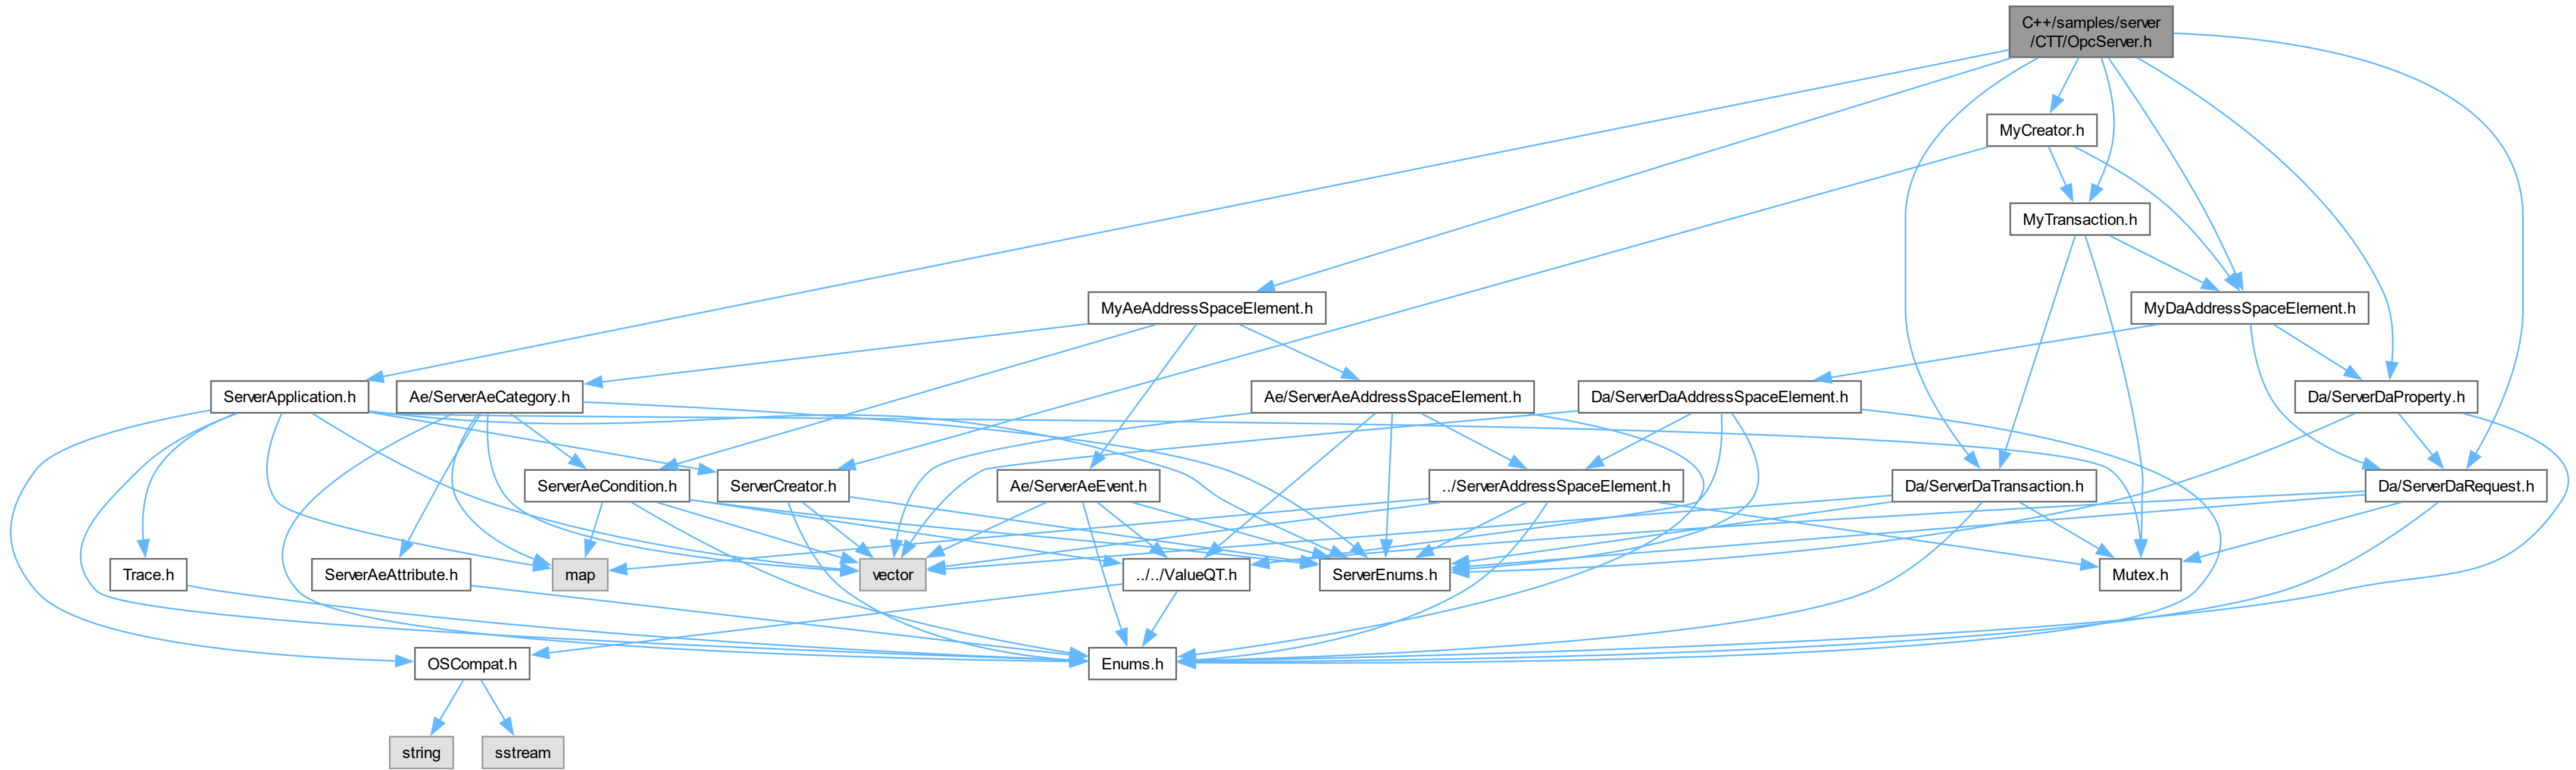 C++/samples/server
/CTT/OpcServer.h
MyCreator.h
MyTransaction.h
MyAeAddressSpaceElement.h
MyDaAddressSpaceElement.h
ServerApplication.h
Ae/ServerAeCategory.h
Ae/ServerAeAddressSpaceElement.h
Da/ServerDaAddressSpaceElement.h
Da/ServerDaProperty.h
ServerAeCondition.h
ServerCreator.h
Ae/ServerAeEvent.h
../ServerAddressSpaceElement.h
Da/ServerDaTransaction.h
Da/ServerDaRequest.h
Trace.h
ServerAeAttribute.h
map
vector
../../ValueQT.h
ServerEnums.h
Mutex.h
OSCompat.h
Enums.h
string
sstream